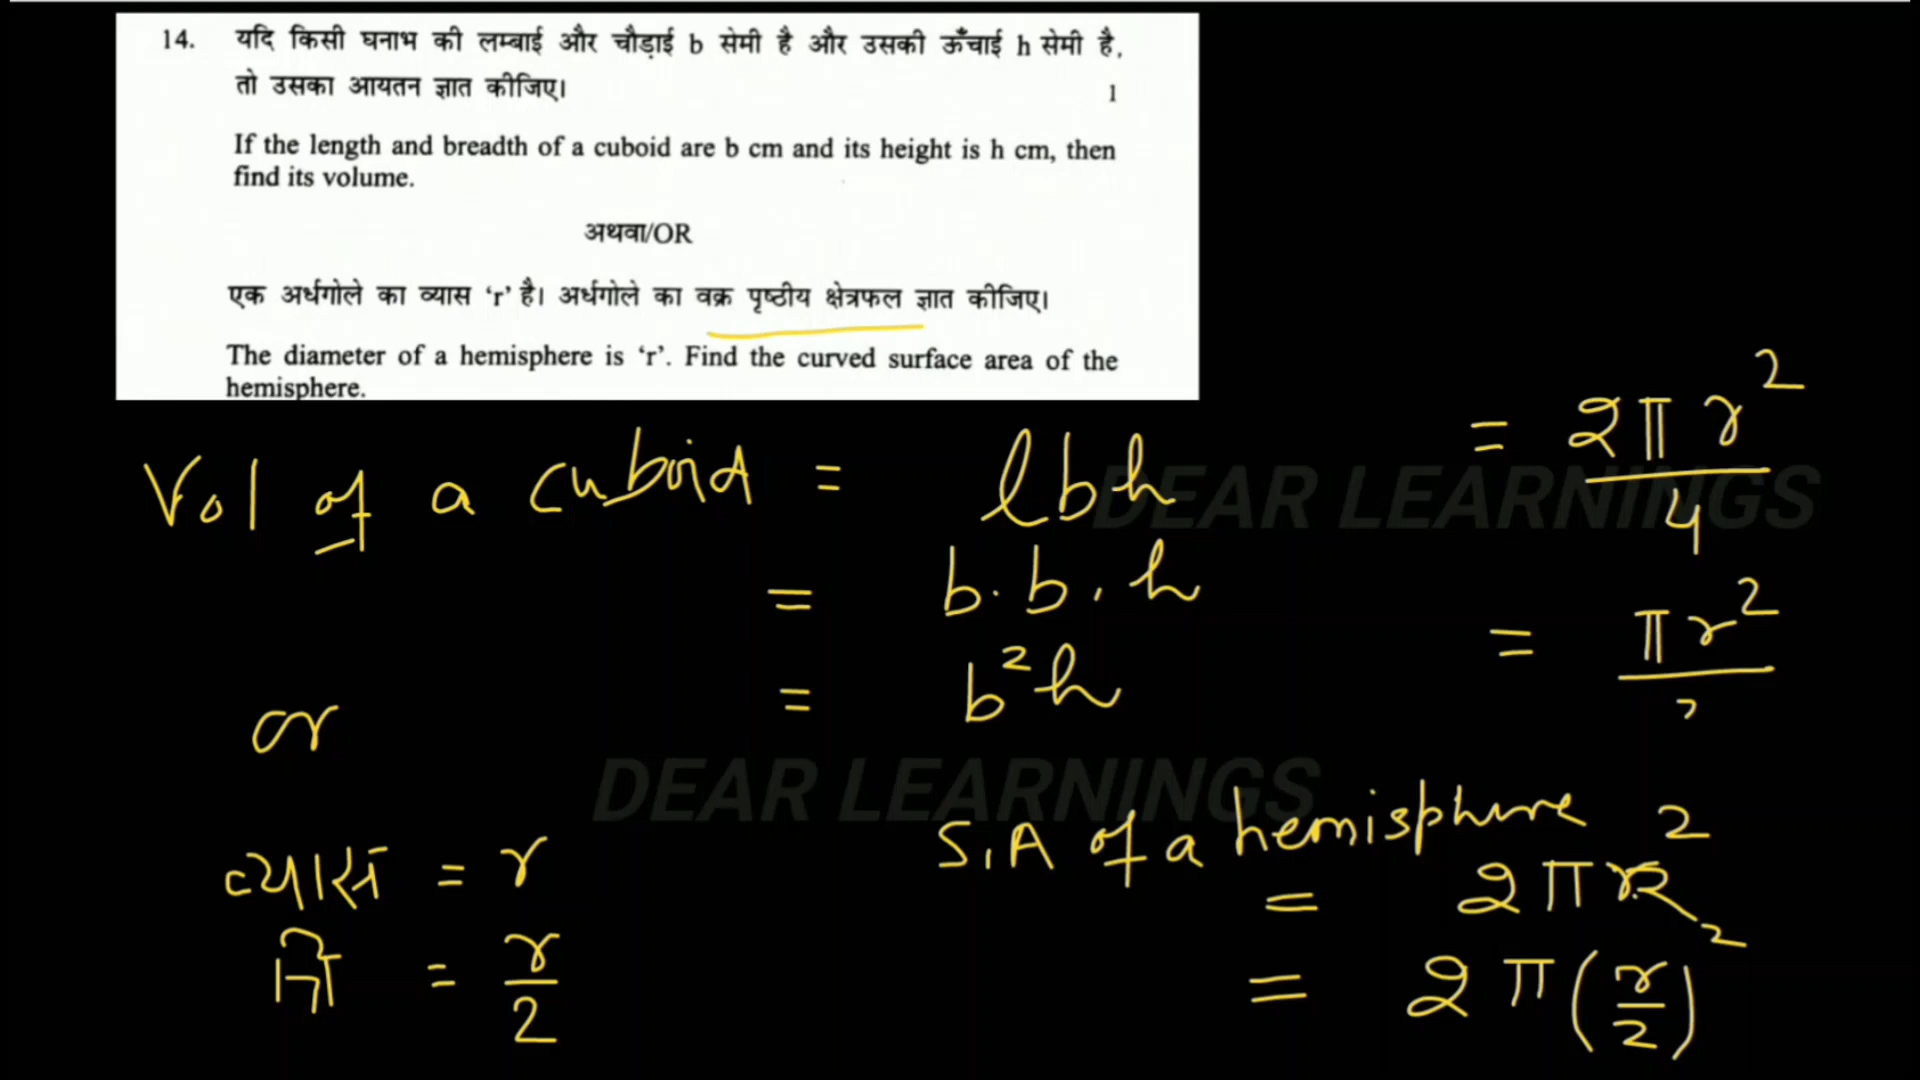 14. यदि किसी घनाभ की लम्बाई और चौड़ाई b सेमी है और उसकी ऊँचाई h सेमी है,
तो उसका आयतन ज्ञात कीजिए। 1
If the length and breadth of a cuboid are b cm and its height is h cm, then
find its volume.
अथवा/OR
एक अर्धगोले का व्यास ‘r’ है। अर्धगोले का वक्र पृष्ठीय क्षेत्रफल ज्ञात कीजिए।
The diameter of a hemisphere is ‘r’. Find the curved surface area of the
hemisphere.
Vol of a cuboid = lbh
= b.b.h
= b²h
or
व्यास = r
त्रि = r/2
S.A of a hemisphere
= 2πr²
= 2π(r/2)²
= 2πr²/4
= πr²/2
DEAR LEARNINGS
DEAR LEARNINGS